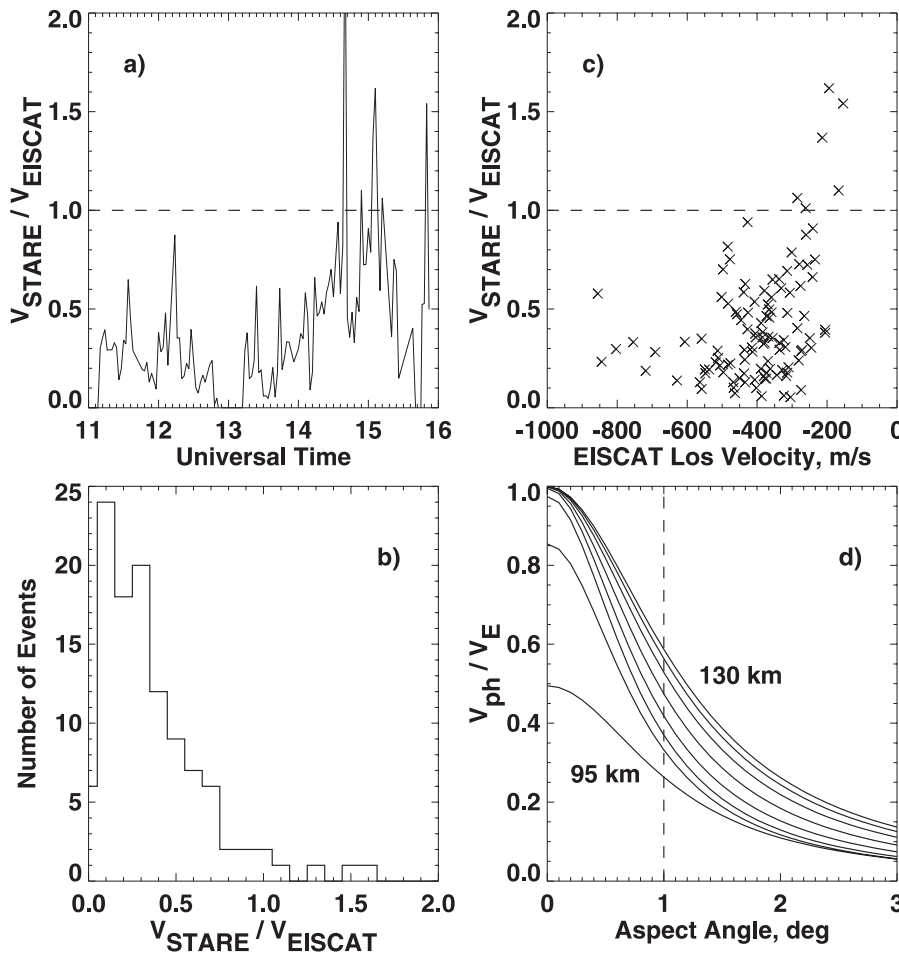 a)
V_STARE / V_EISCAT
2.0
1.5
1.0
0.5
0.0
11 12 13 14 15 16
Universal Time
c)
V_STARE / V_EISCAT
2.0
1.5
1.0
0.5
0.0
-1000 -800 -600 -400 -200 0
EISCAT Los Velocity, m/s
b)
Number of Events
25
20
15
10
5
0
0.0 0.5 1.0 1.5 2.0
V_STARE / V_EISCAT
d)
V_ph / V_E
1.0
0.8
0.6
0.4
0.2
0
130 km
95 km
0 1 2 3
Aspect Angle, deg